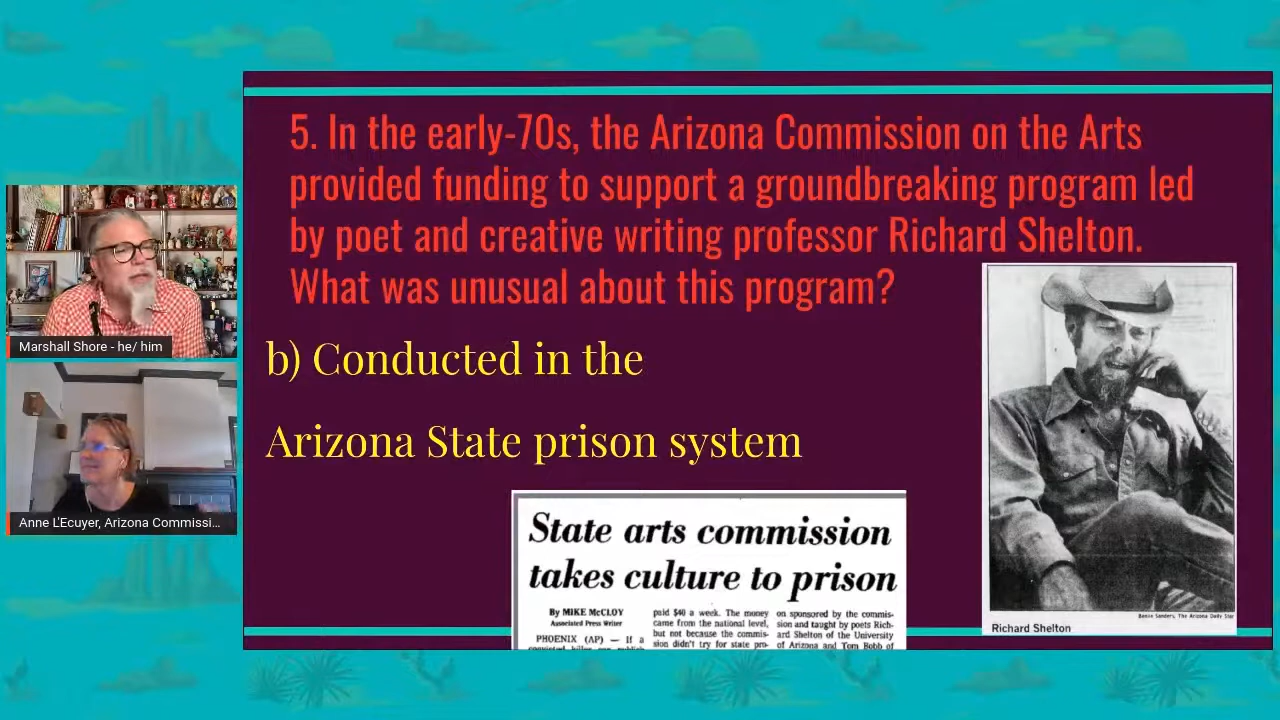 5. In the early-70s, the Arizona Commission on the Arts
provided funding to support a groundbreaking program led
by poet and creative writing professor Richard Shelton.
What was unusual about this program?
b) Conducted in the
Arizona State prison system
Marshall Shore - he/ him
Anne L'Ecuyer, Arizona Commissi...
State arts commission
takes culture to prison
By MIKE McCLOY
Associated Press Writer
PHOENIX (AP) — If a
paid $40 a week. The money
came from the national level,
but not because the commis-
sion didn't try for state pro-
on sponsored by the commis-
sion and taught by poets Rich-
ard Shelton of the University
of Arizona and Tom Bobb of
The Arizona Daily Star
Richard Shelton